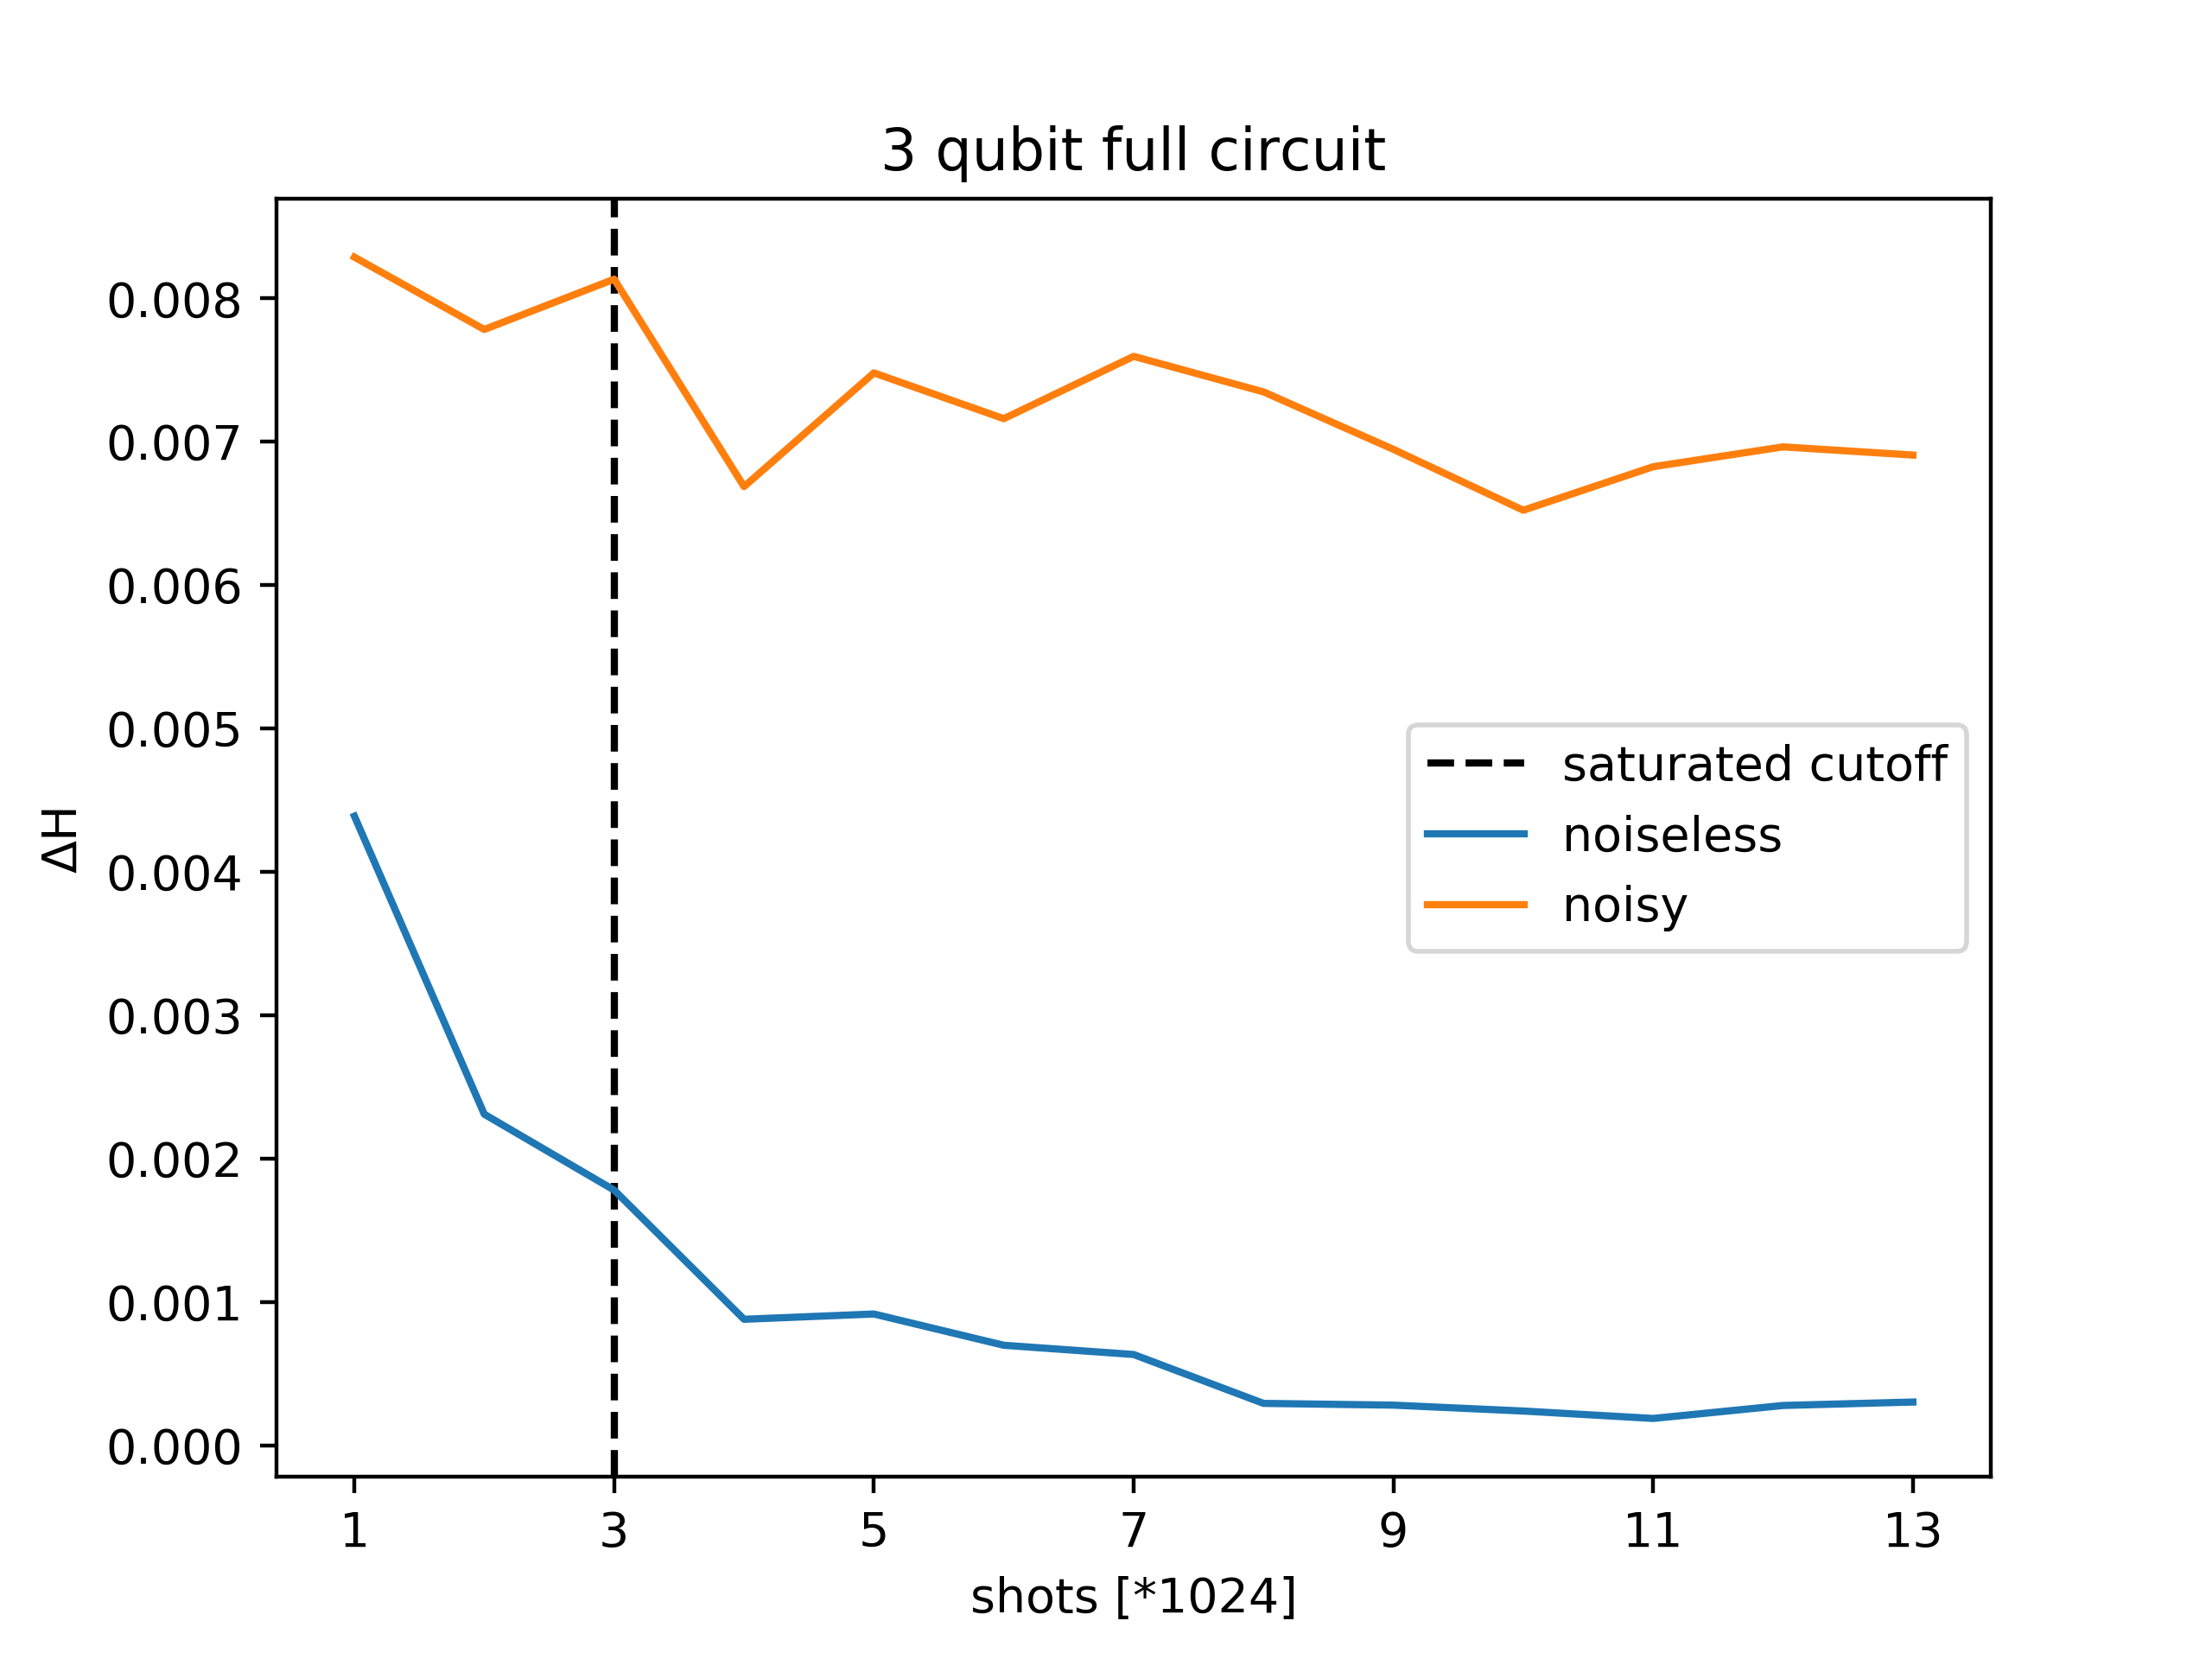 3 qubit full circuit
0.008
0.007
0.006
0.005
0.004
0.003
0.002
0.001
0.000
ΔH
saturated cutoff
noiseless
noisy
1 3 5 7 9 11 13
shots [*1024]